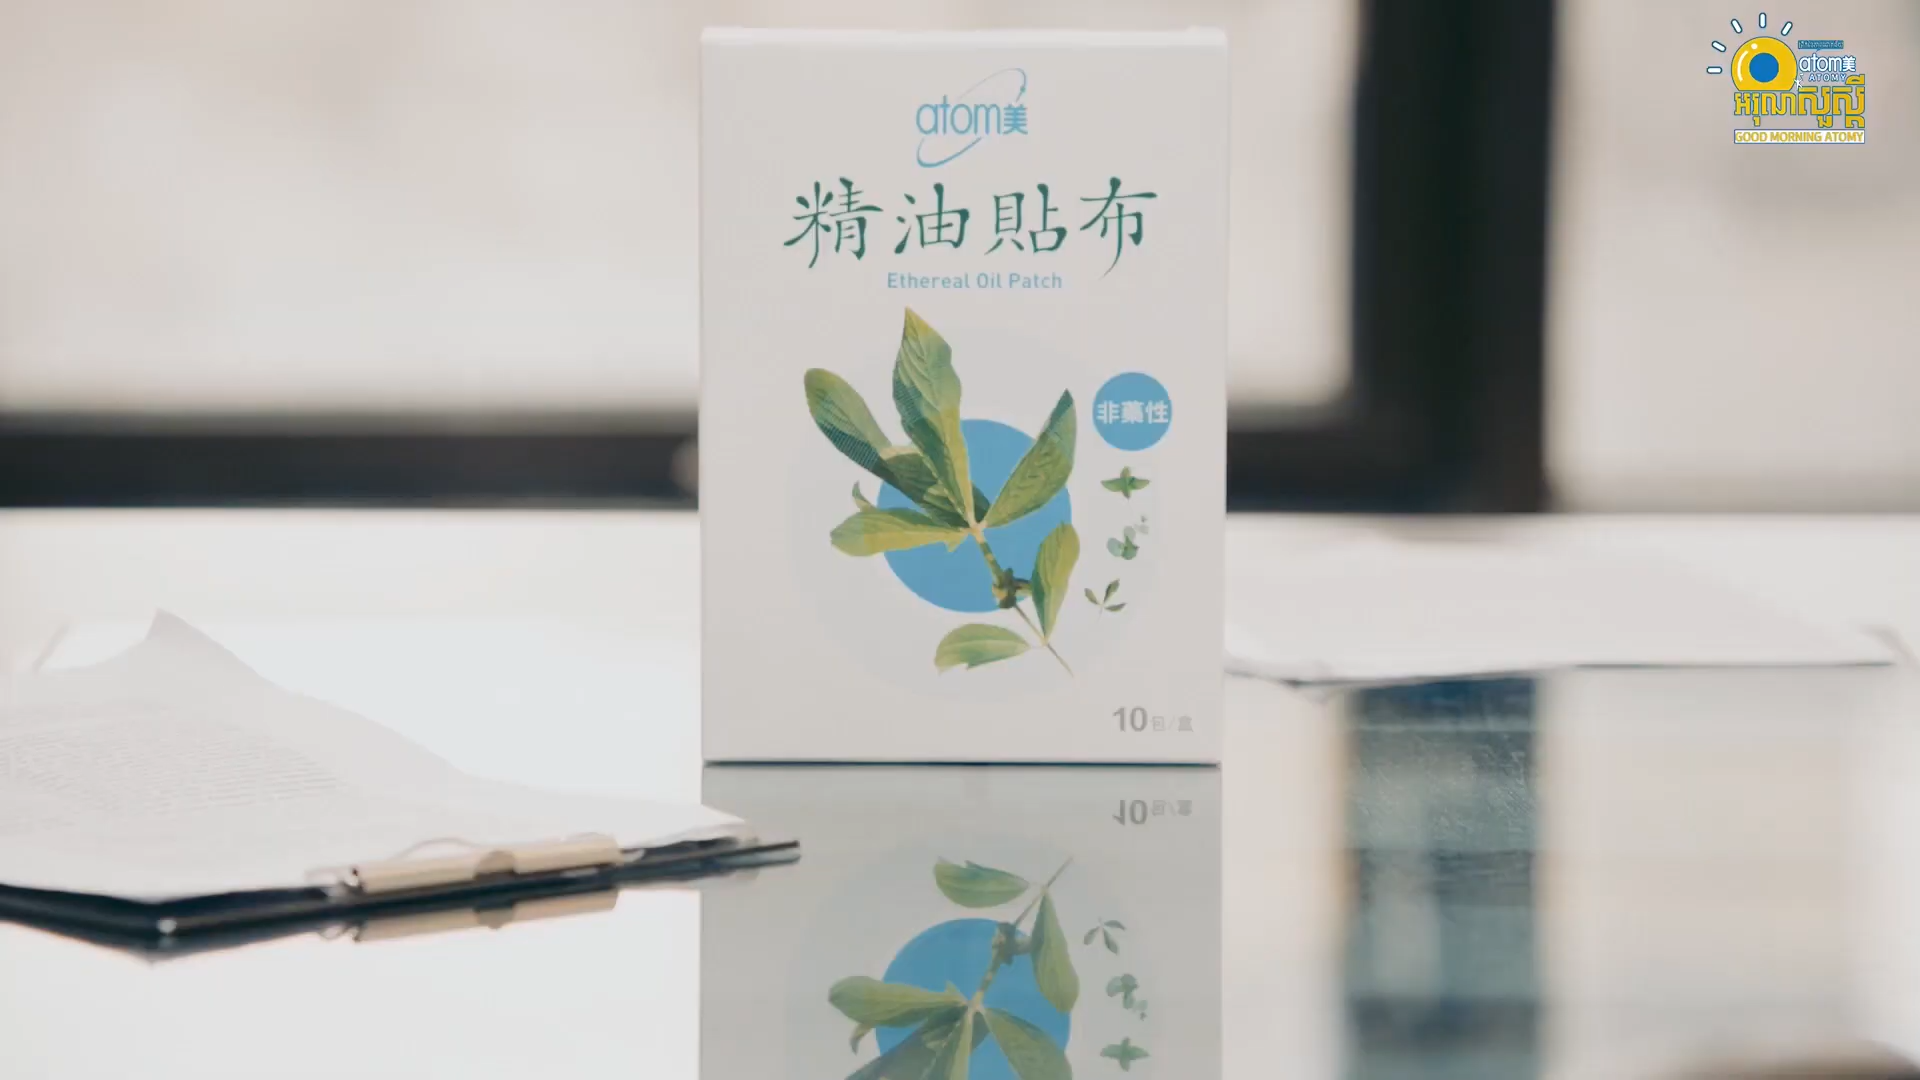 atom美
精油貼布
Ethereal Oil Patch
非藥性
10包/盒
atom美
ATOMY
អរុណសួស្តី
GOOD MORNING ATOMY